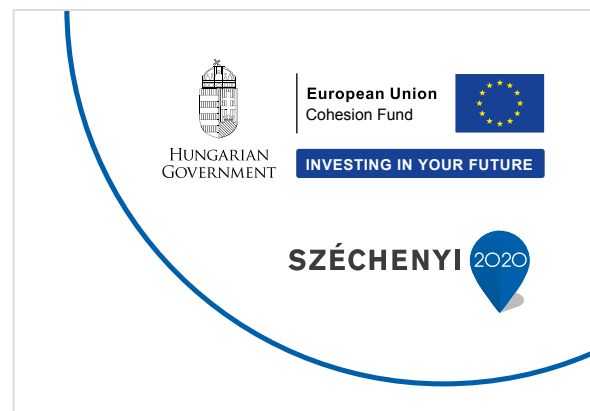 European Union
Cohesion Fund
HUNGARIAN
GOVERNMENT
INVESTING IN YOUR FUTURE
SZÉCHENYI 2020